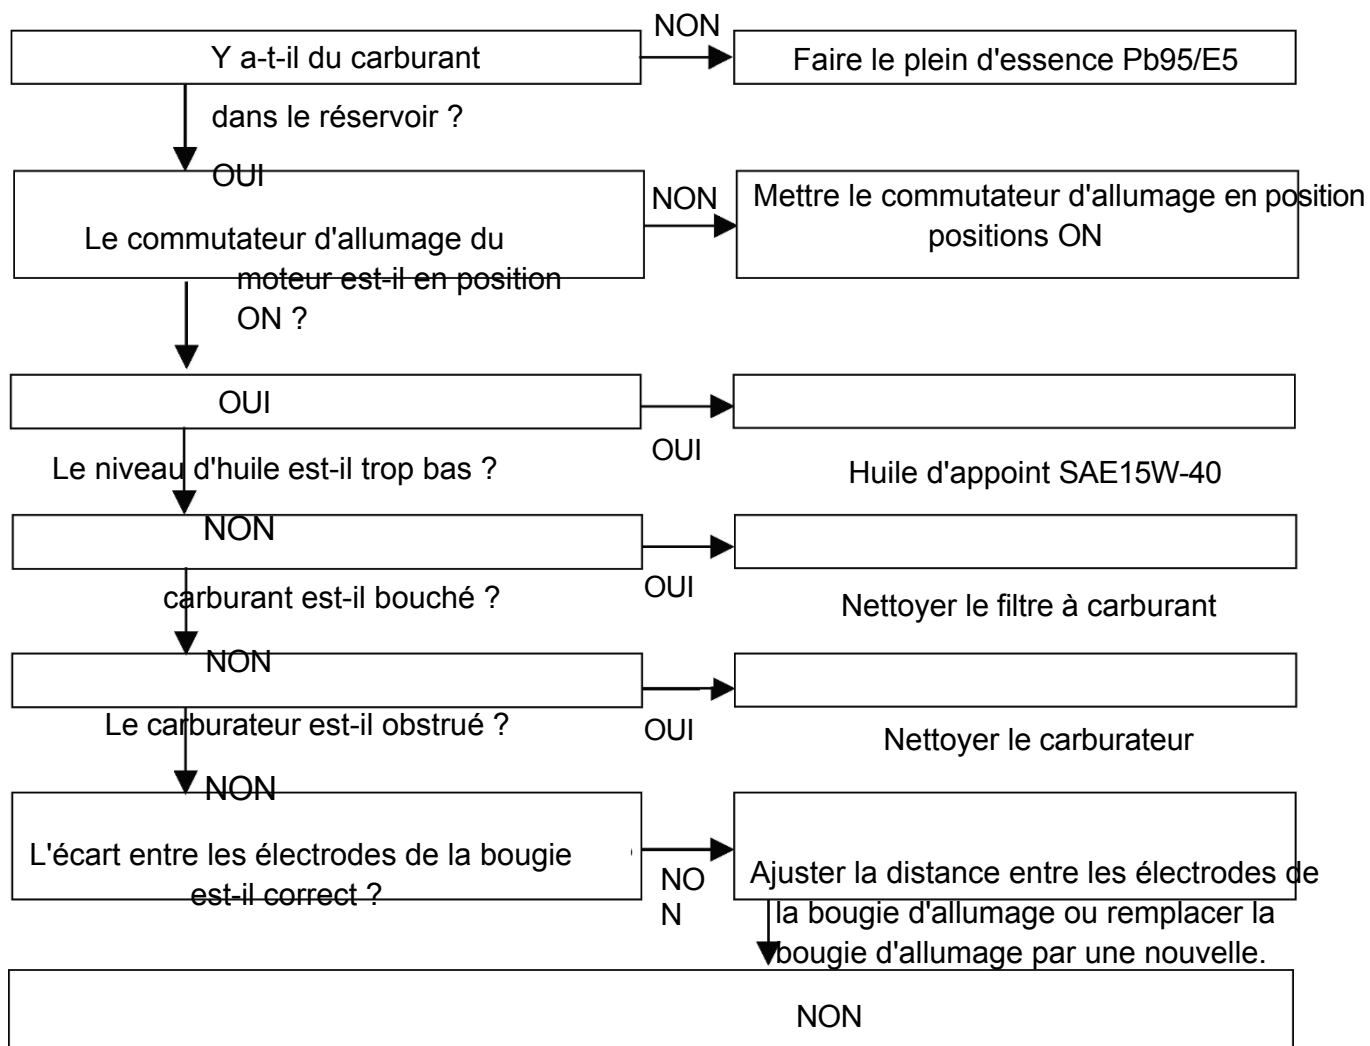 NON
Y a-t-il du carburant
Faire le plein d'essence Pb95/E5
dans le réservoir ?
OUI
NON
Mettre le commutateur d'allumage en position
positions ON
Le commutateur d'allumage du
moteur est-il en position
ON ?
OUI
OUI
Le niveau d'huile est-il trop bas ?
Huile d'appoint SAE15W-40
NON
OUI
carburant est-il bouché ?
Nettoyer le filtre à carburant
NON
Le carburateur est-il obstrué ?
OUI
Nettoyer le carburateur
NON
L'écart entre les électrodes de la bougie
est-il correct ?
NO
N
Ajuster la distance entre les électrodes de
la bougie d'allumage ou remplacer la
bougie d'allumage par une nouvelle.
NON